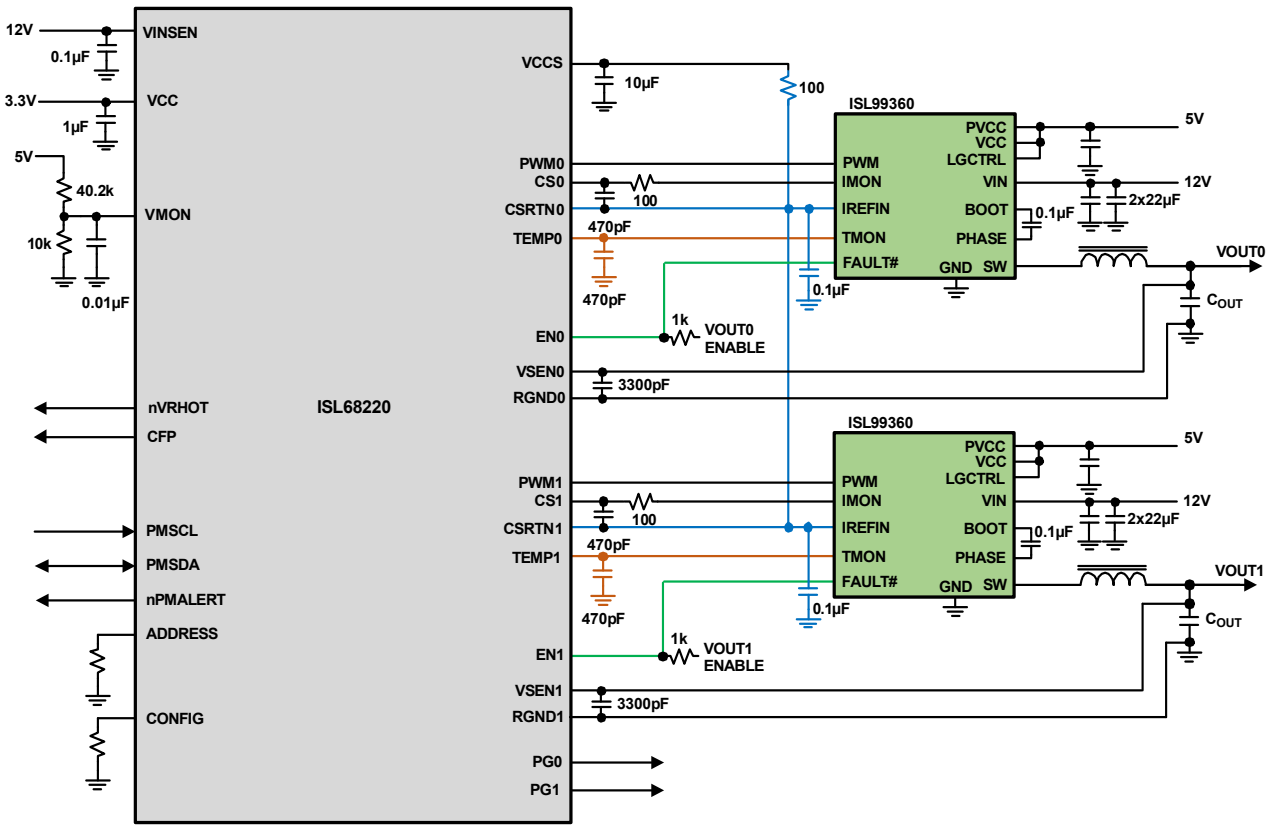 12V
VINSEN
0.1µF
3.3V
VCC
1µF
5V
40.2k
VMON
10k
0.01µF
nVRHOT
CFP
PMSCL
PMSDA
nPMALERT
ADDRESS
CONFIG
ISL68220
VCCS
10µF
100
PWM0
CS0
100
CSRTN0
470pF
TEMP0
470pF
0.1µF
EN0
1k
VOUT0
ENABLE
VSEN0
3300pF
RGND0
ISL99360
PWM
IMON
IREFIN
TMON
FAULT#
PVCC
VCC
LGCTRL
VIN
BOOT
PHASE
GND
SW
5V
12V
2x22µF
0.1µF
VOUT0
COUT
PWM1
CS1
100
CSRTN1
470pF
TEMP1
470pF
0.1µF
EN1
1k
VOUT1
ENABLE
VSEN1
3300pF
RGND1
PG0
PG1
ISL99360
PWM
IMON
IREFIN
TMON
FAULT#
PVCC
VCC
LGCTRL
VIN
BOOT
PHASE
GND
SW
5V
12V
2x22µF
0.1µF
VOUT1
COUT